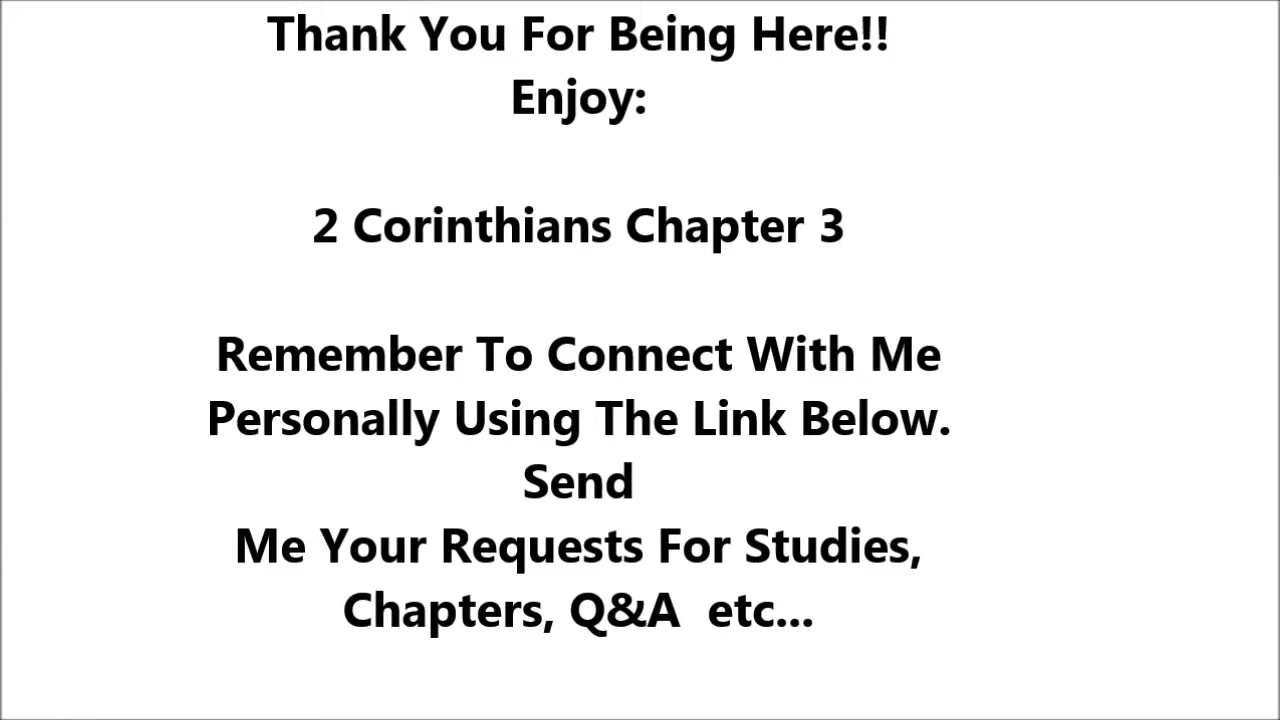 Thank You For Being Here!!
Enjoy:
2 Corinthians Chapter 3
Remember To Connect With Me
Personally Using The Link Below.
Send
Me Your Requests For Studies,
Chapters, Q&A  etc...